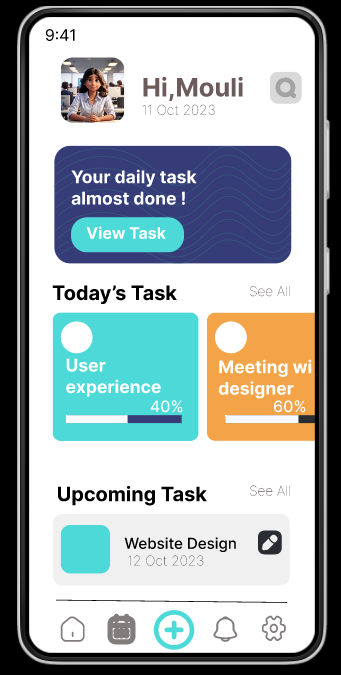 9:41
Hi,Mouli
11 Oct 2023
Your daily task
almost done !
View Task
Today’s Task
See All
User
experience
40%
Meeting wi
designer
60%
Upcoming Task
See All
Website Design
12 Oct 2023